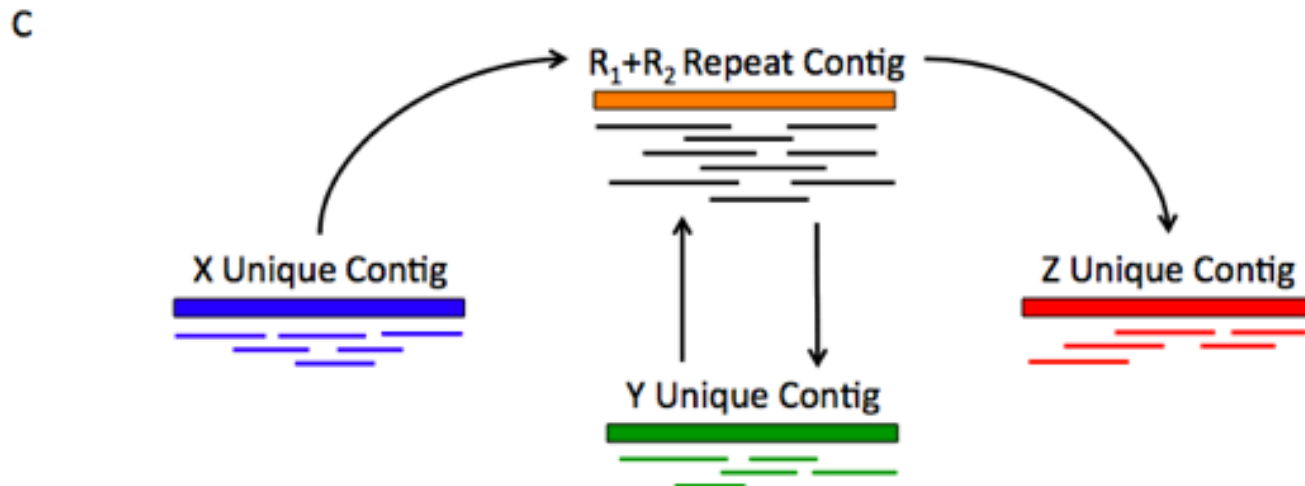 C
R₁+R₂ Repeat Contig
X Unique Contig
Z Unique Contig
Y Unique Contig